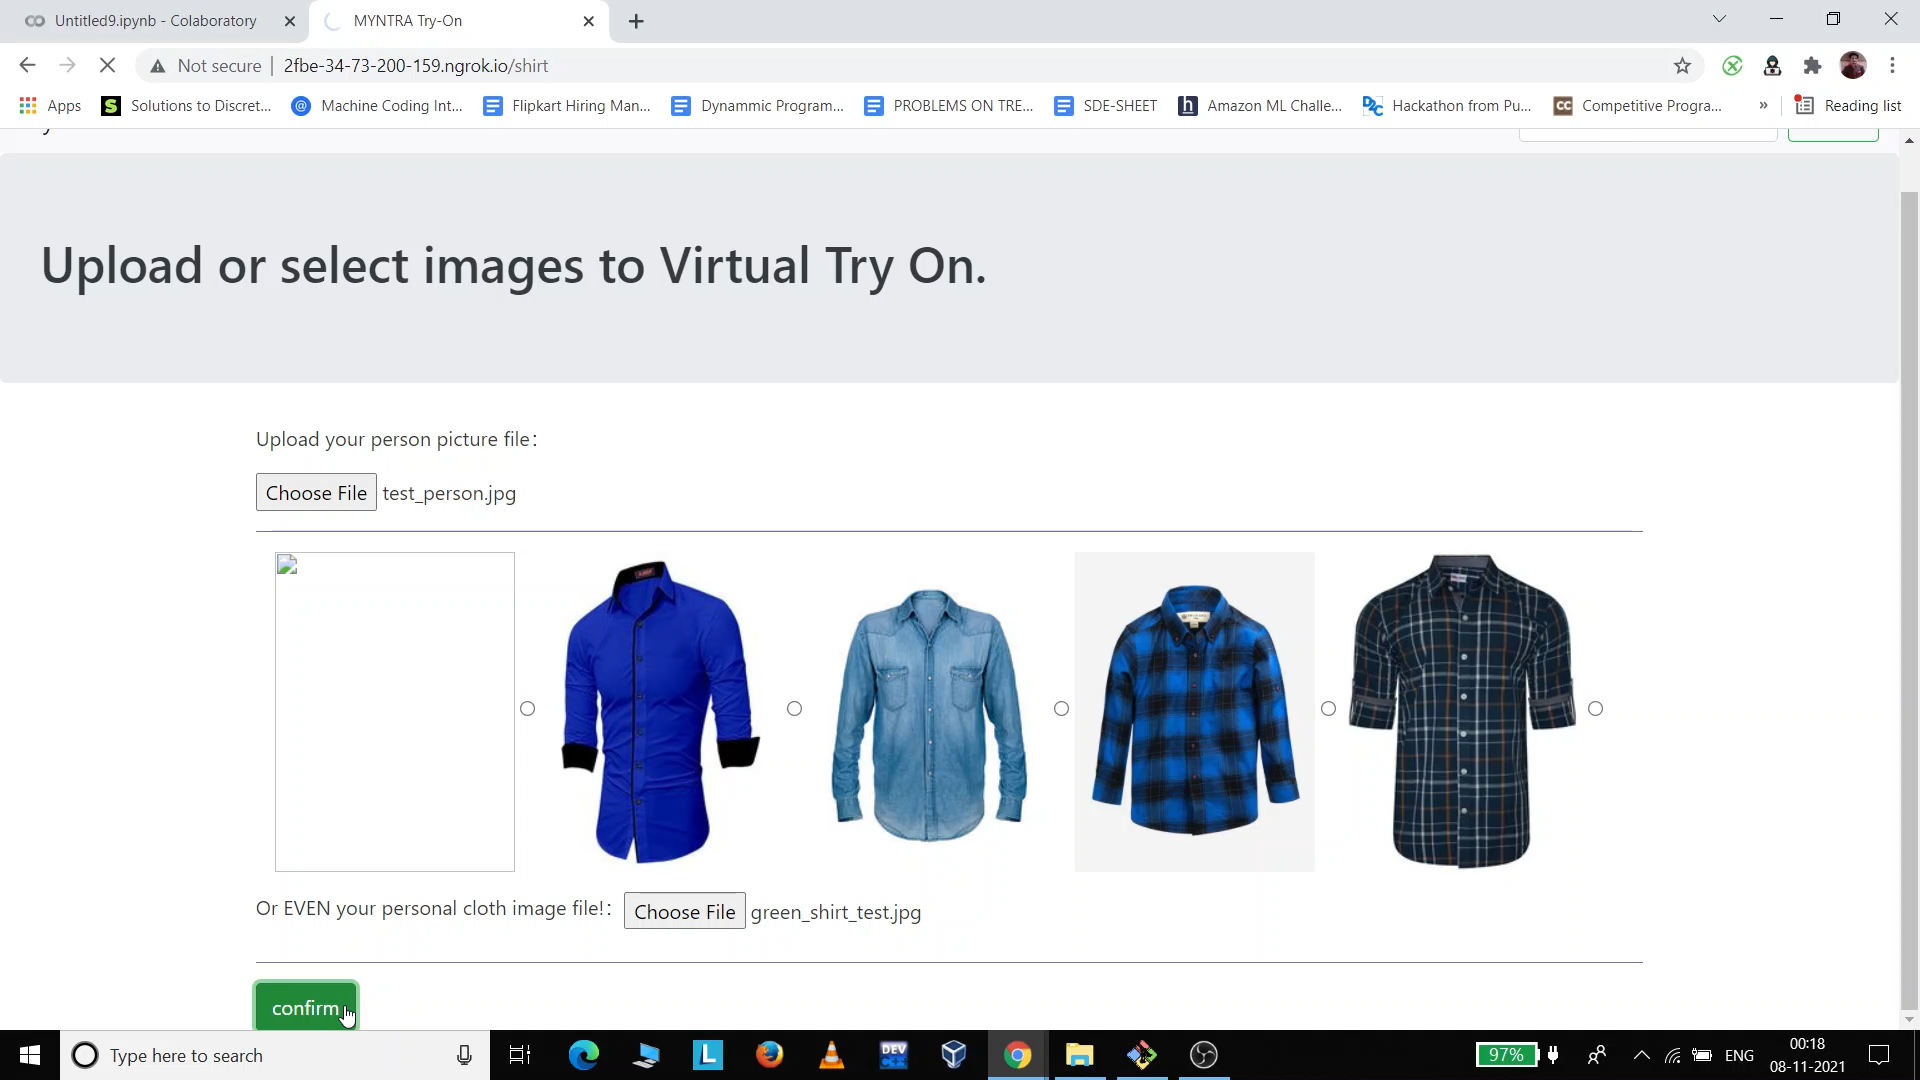 Untitled9.ipynb - Colaboratory
MYNTRA Try-On
Not secure
2fbe-34-73-200-159.ngrok.io/shirt
Apps
Solutions to Discret...
Machine Coding Int...
Flipkart Hiring Man...
Dynammic Program...
PROBLEMS ON TRE...
SDE-SHEET
Amazon ML Challe...
Hackathon from Pu...
Competitive Progra...
»
Reading list
Upload or select images to Virtual Try On.
Upload your person picture file:
Choose File test_person.jpg
Or EVEN your personal cloth image file!: Choose File green_shirt_test.jpg
confirm
Type here to search
DEV
97%
ENG
00:18
08-11-2021